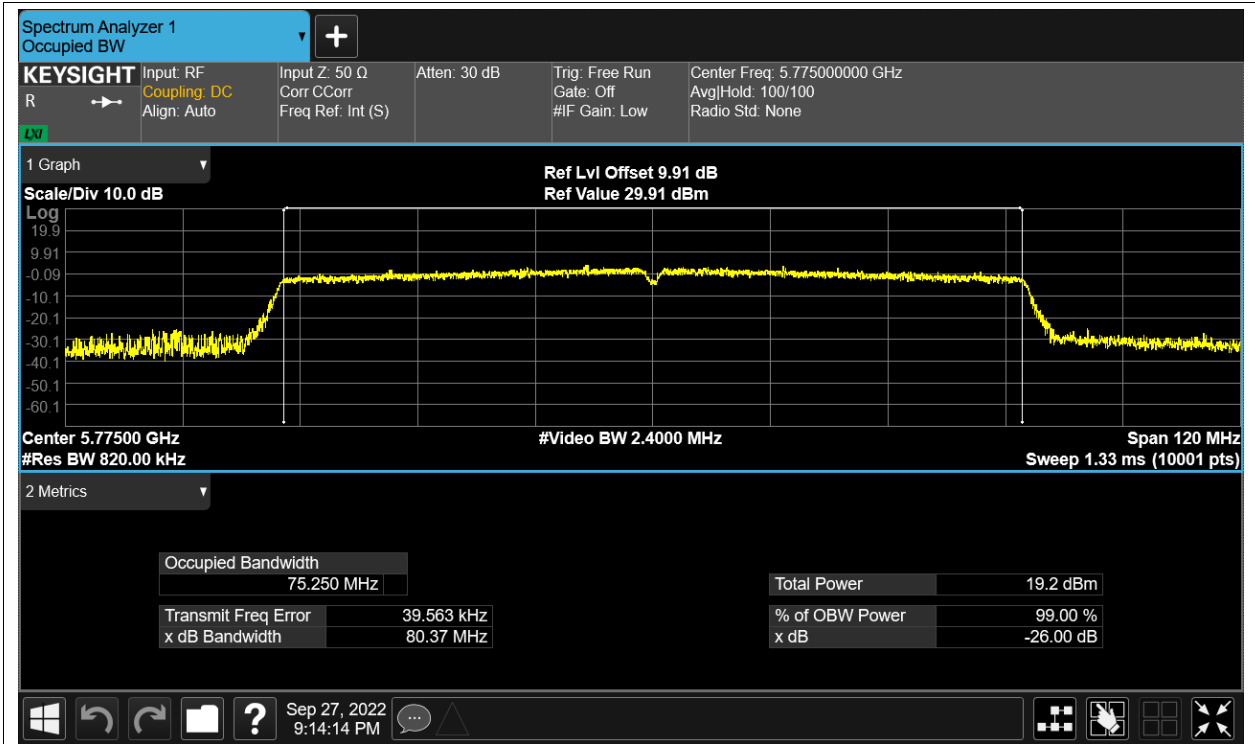 Spectrum Analyzer 1
Occupied BW
KEYSIGHT
R
LXI
Input: RF
Coupling: DC
Align: Auto
Input Z: 50 Ω
Corr CCorr
Freq Ref: Int (S)
Atten: 30 dB
Trig: Free Run
Gate: Off
#IF Gain: Low
Center Freq: 5.775000000 GHz
Avg|Hold: 100/100
Radio Std: None
1 Graph
Scale/Div 10.0 dB
Ref Lvl Offset 9.91 dB
Ref Value 29.91 dBm
Log
19.9
9.91
-0.09
-10.1
-20.1
-30.1
-40.1
-50.1
-60.1
Center 5.77500 GHz
#Res BW 820.00 kHz
#Video BW 2.4000 MHz
Span 120 MHz
Sweep 1.33 ms (10001 pts)
2 Metrics
Occupied Bandwidth
75.250 MHz
Transmit Freq Error 39.563 kHz
x dB Bandwidth 80.37 MHz
Total Power 19.2 dBm
% of OBW Power 99.00 %
x dB -26.00 dB
?
Sep 27, 2022
9:14:14 PM